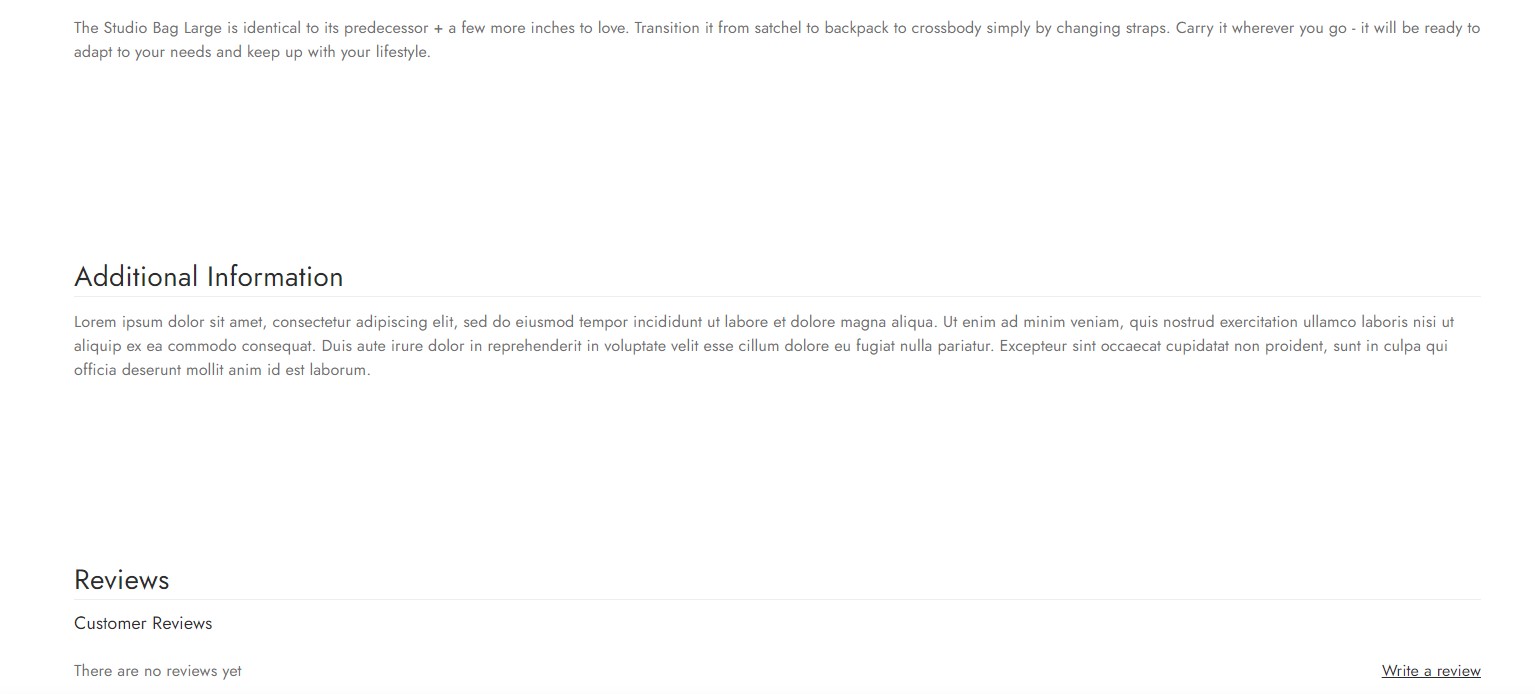 The Studio Bag Large is identical to its predecessor + a few more inches to love. Transition it from satchel to backpack to crossbody simply by changing straps. Carry it wherever you go - it will be ready to
adapt to your needs and keep up with your lifestyle.
Additional Information
Lorem ipsum dolor sit amet, consectetur adipiscing elit, sed do eiusmod tempor incididunt ut labore et dolore magna aliqua. Ut enim ad minim veniam, quis nostrud exercitation ullamco laboris nisi ut
aliquip ex ea commodo consequat. Duis aute irure dolor in reprehenderit in voluptate velit esse cillum dolore eu fugiat nulla pariatur. Excepteur sint occaecat cupidatat non proident, sunt in culpa qui
officia deserunt mollit anim id est laborum.
Reviews
Customer Reviews
There are no reviews yet
Write a review